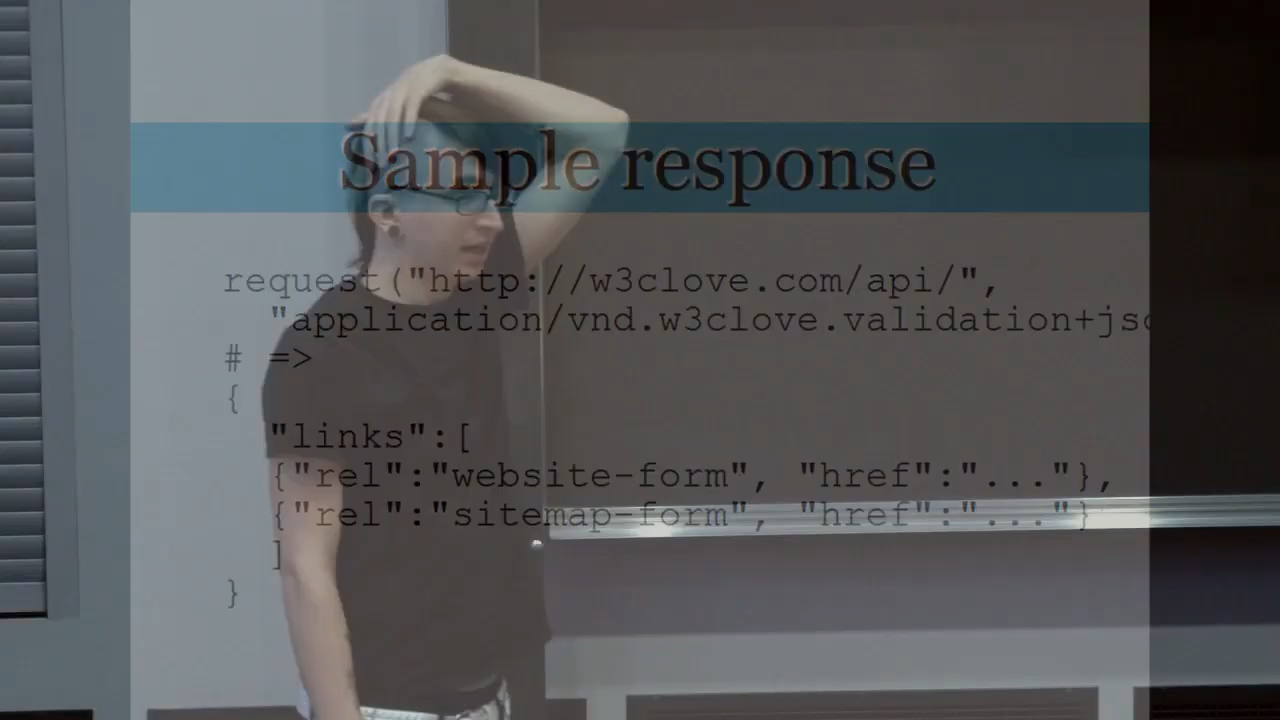 Sample response
request("http://w3clove.com/api/",
"application/vnd.w3clove.validation+jso
# =>
{
"links":[
{"rel":"website-form", "href":"..."},
{"rel":"sitemap-form", "href":"..."}
]
}